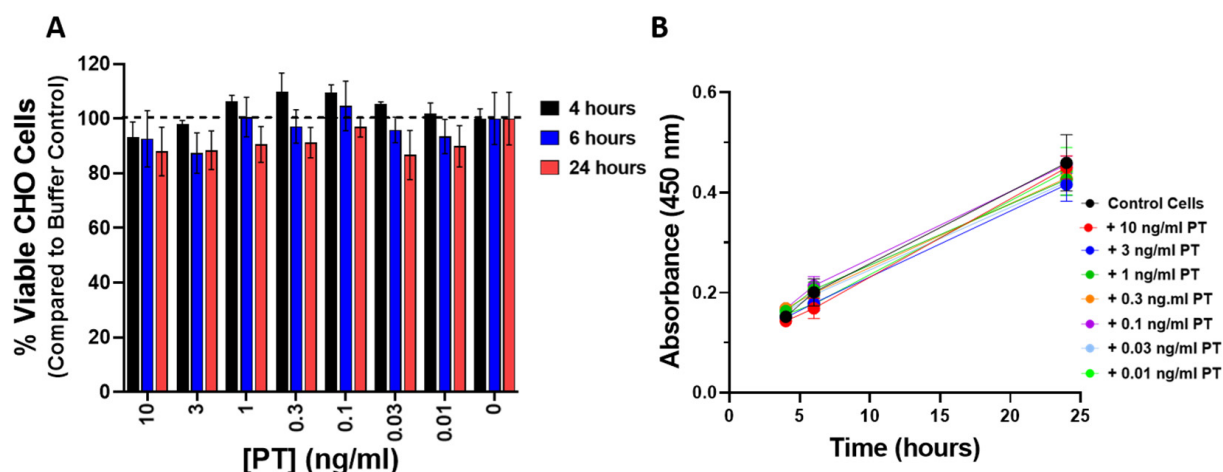 A
% Viable CHO Cells
(Compared to Buffer Control)
120
100
80
60
40
20
0
10
3
1
0.3
0.1
0.03
0.01
0
[PT] (ng/ml)
4 hours
6 hours
24 hours
B
Absorbance (450 nm)
0.6
0.4
0.2
0.0
0
5
10
15
20
25
Time (hours)
Control Cells
+ 10 ng/ml PT
+ 3 ng/ml PT
+ 1 ng/ml PT
+ 0.3 ng.ml PT
+ 0.1 ng/ml PT
+ 0.03 ng/ml PT
+ 0.01 ng/ml PT